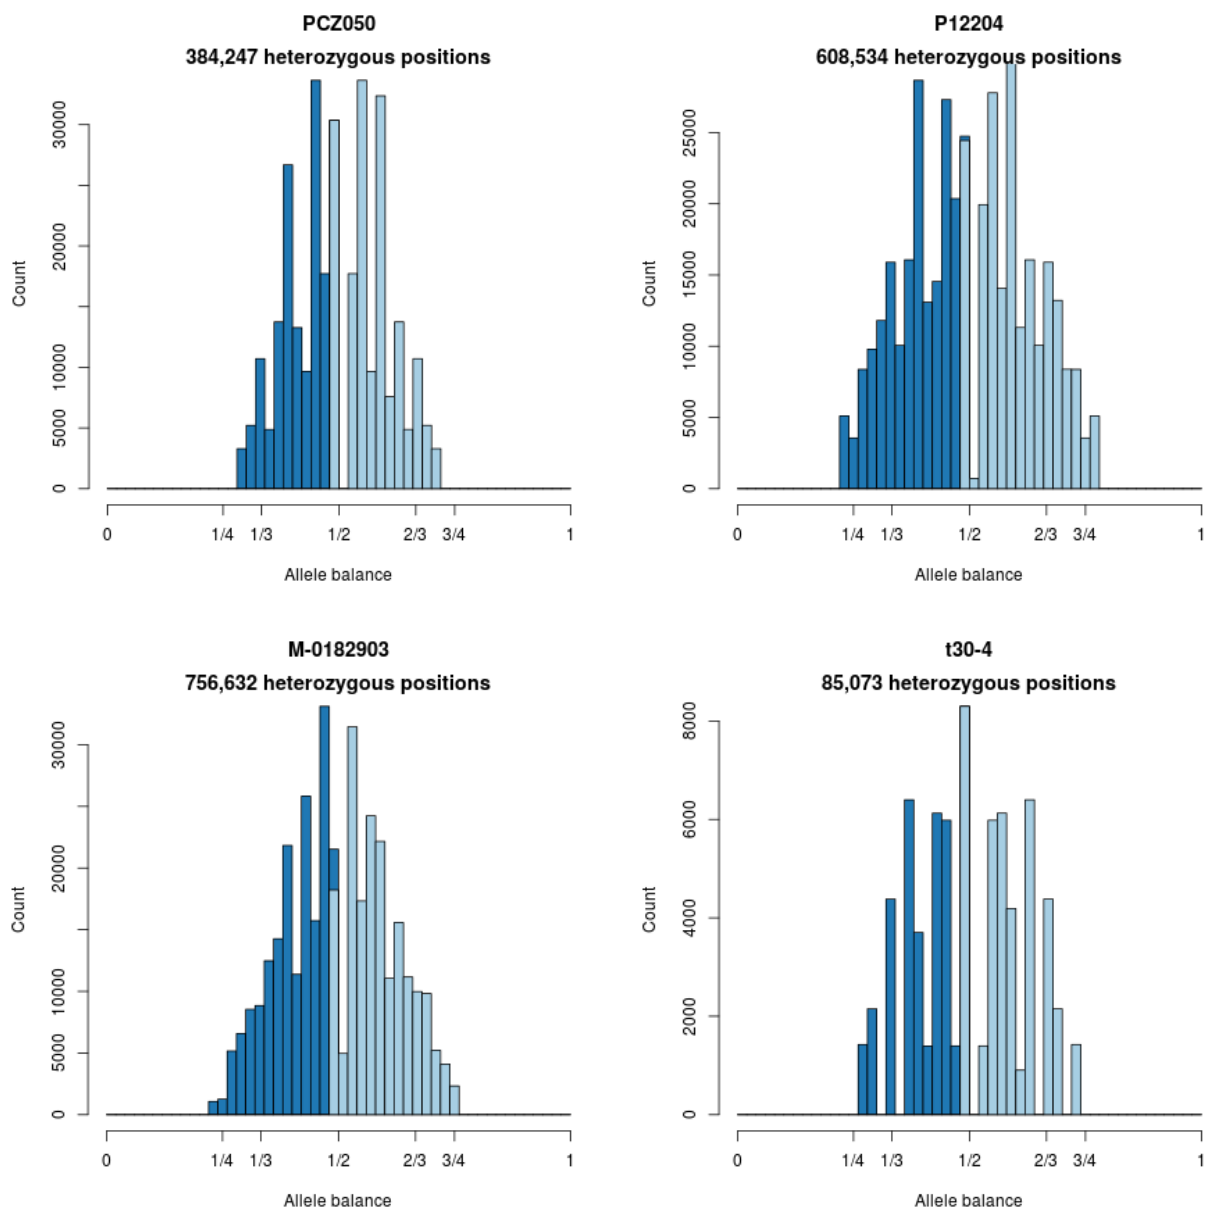 PCZ050
384,247 heterozygous positions
30000
20000
10000
5000
0
Count
0 1/4 1/3 1/2 2/3 3/4 1
Allele balance
P12204
608,534 heterozygous positions
25000
20000
15000
10000
5000
0
Count
0 1/4 1/3 1/2 2/3 3/4 1
Allele balance
M-0182903
756,632 heterozygous positions
30000
20000
10000
5000
0
Count
0 1/4 1/3 1/2 2/3 3/4 1
Allele balance
t30-4
85,073 heterozygous positions
8000
6000
4000
2000
0
Count
0 1/4 1/3 1/2 2/3 3/4 1
Allele balance